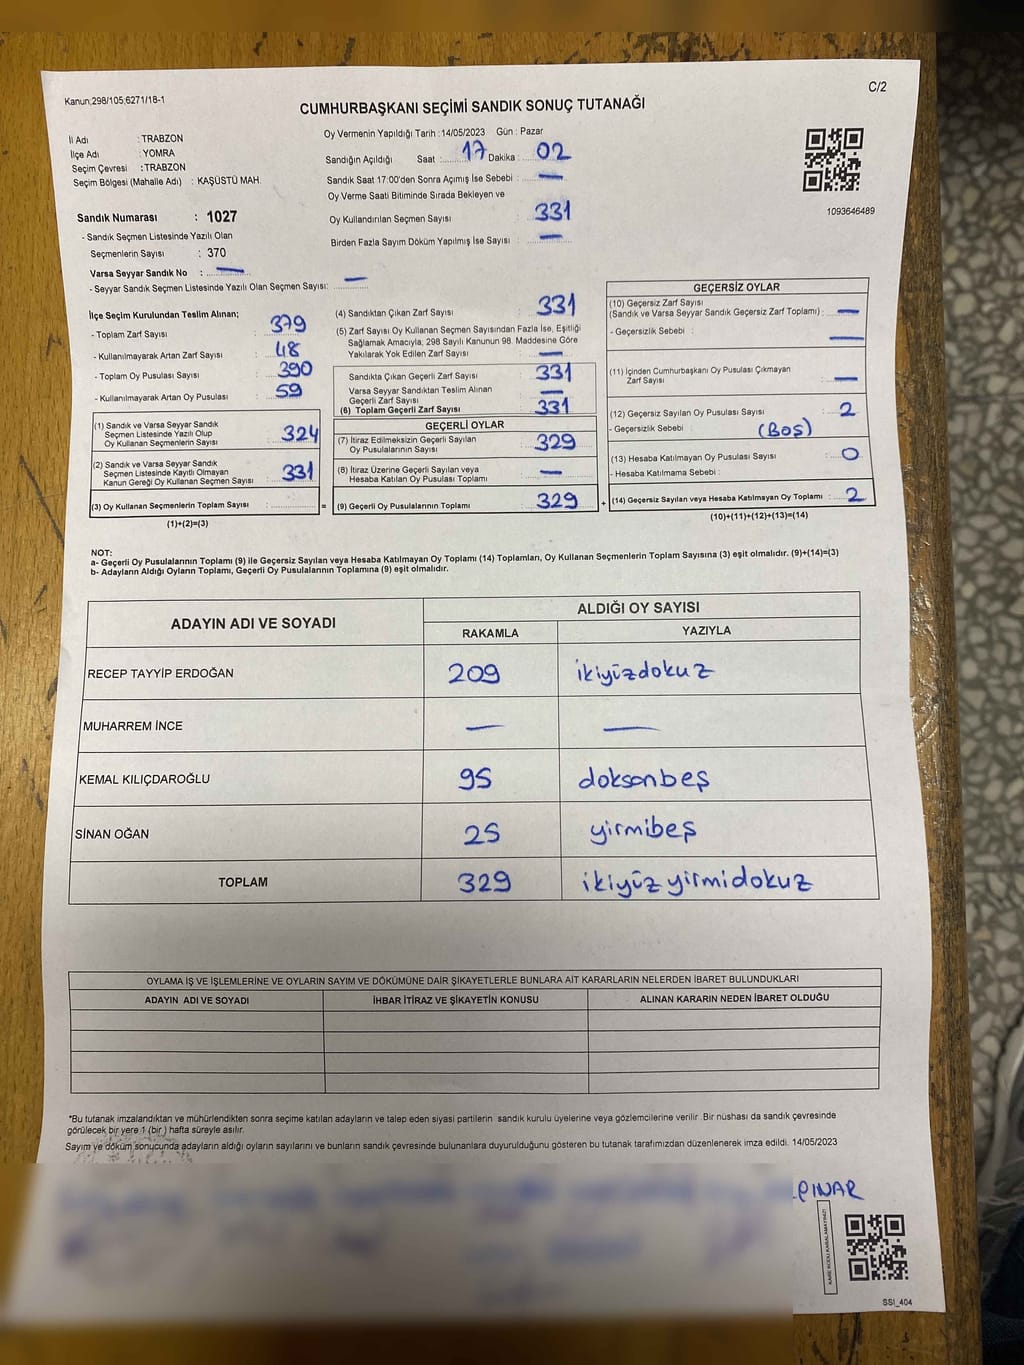 Kanun;298/105;6271/18-1
C/2
CUMHURBAŞKANI SEÇİMİ SANDIK SONUÇ TUTANAĞI
İl Adı : TRABZON
İlçe Adı : YOMRA
Seçim Çevresi : TRABZON
Seçim Bölgesi (Mahalle Adı) : KAŞÜSTÜ MAH.
Sandık Numarası : 1027
- Sandık Seçmen Listesinde Yazılı Olan
Seçmenlerin Sayısı : 370
Varsa Seyyar Sandık No : —
- Seyyar Sandık Seçmen Listesinde Yazılı Olan Seçmen Sayısı: —
Oy Vermenin Yapıldığı Tarih :14/05/2023 Gün : Pazar
Sandığın Açıldığı Saat : 17 Dakika : 02
Sandık Saat 17:00'den Sonra Açımış İse Sebebi : —
Oy Verme Saati Bitiminde Sırada Bekleyen ve
Oy Kullandırılan Seçmen Sayısı : 331
Birden Fazla Sayım Döküm Yapılmış İse Sayısı : —
1093646489
İlçe Seçim Kurulundan Teslim Alınan;
- Toplam Zarf Sayısı : 379
- Kullanılmayarak Artan Zarf Sayısı : 48
- Toplam Oy Pusulası Sayısı : 390
- Kullanılmayarak Artan Oy Pusulası : 59
(1) Sandık ve Varsa Seyyar Sandık
Seçmen Listesinde Yazılı Olup
Oy Kullanan Seçmenlerin Sayısı : 324
(2) Sandık ve Varsa Seyyar Sandık
Seçmen Listesinde Kayıtlı Olmayan
Kanun Gereği Oy Kullanan Seçmen Sayısı : 331
(3) Oy Kullanan Seçmenlerin Toplam Sayısı : =
(1)+(2)=(3)
(4) Sandıktan Çıkan Zarf Sayısı : 331
(5) Zarf Sayısı Oy Kullanan Seçmen Sayısından Fazla İse, Eşitliği
Sağlamak Amacıyla, 298 Sayılı Kanunun 98. Maddesine Göre
Yakılarak Yok Edilen Zarf Sayısı : —
Sandıkta Çıkan Geçerli Zarf Sayısı : 331
Varsa Seyyar Sandıktan Teslim Alınan
Geçerli Zarf Sayısı : —
(6) Toplam Geçerli Zarf Sayısı : 331
GEÇERLİ OYLAR
(7) İtiraz Edilmeksizin Geçerli Sayılan
Oy Pusulalarının Sayısı : 329
(8) İtiraz Üzerine Geçerli Sayılan veya
Hesaba Katılan Oy Pusulası Toplamı : —
(9) Geçerli Oy Pusulalarının Toplamı : 329 +
GEÇERSİZ OYLAR
(10) Geçersiz Zarf Sayısı
(Sandık ve Varsa Seyyar Sandık Geçersiz Zarf Toplamı) : —
- Geçersizlik Sebebi : —
(11) İçinden Cumhurbaşkanı Oy Pusulası Çıkmayan
Zarf Sayısı : —
(12) Geçersiz Sayılan Oy Pusulası Sayısı : 2
- Geçersizlik Sebebi : (BOŞ)
(13) Hesaba Katılmayan Oy Pusulası Sayısı : 0
- Hesaba Katılmama Sebebi :
(14) Geçersiz Sayılan veya Hesaba Katılmayan Oy Toplamı : 2
(10)+(11)+(12)+(13)=(14)
NOT:
a- Geçerli Oy Pusulalarının Toplamı (9) ile Geçersiz Sayılan veya Hesaba Katılmayan Oy Toplamı (14) Toplamları, Oy Kullanan Seçmenlerin Toplam Sayısına (3) eşit olmalıdır. (9)+(14)=(3)
b- Adayların Aldığı Oyların Toplamı, Geçerli Oy Pusulalarının Toplamına (9) eşit olmalıdır.
ADAYIN ADI VE SOYADI
ALDIĞI OY SAYISI
RAKAMLA YAZIYLA
RECEP TAYYİP ERDOĞAN 209 ikiyüzdokuz
MUHARREM İNCE — —
KEMAL KILIÇDAROĞLU 95 doksanbeş
SİNAN OĞAN 25 yirmibeş
TOPLAM 329 ikiyüz yirmidokuz
OYLAMA İŞ VE İŞLEMLERİNE VE OYLARIN SAYIM VE DÖKÜMÜNE DAİR ŞİKAYETLERLE BUNLARA AİT KARARLARIN NELERDEN İBARET BULUNDUKLARI
ADAYIN ADI VE SOYADI İHBAR İTİRAZ VE ŞİKAYETİN KONUSU ALINAN KARARIN NEDEN İBARET OLDUĞU
*Bu tutanak imzalandıktan ve mühürlendikten sonra seçime katılan adayların ve talep eden siyasi partilerin sandık kurulu üyelerine veya gözlemcilerine verilir. Bir nüshası da sandık çevresinde
görülecek bir yere 1 (bir) hafta süreyle asılır.
Sayım ve döküm sonucunda adayların aldığı oyların sayılarını ve bunların sandık çevresinde bulunanlara duyurulduğunu gösteren bu tutanak tarafımızdan düzenlenerek imza edildi. 14/05/2023
PINAR
KARE KODU KARALAMAYINIZ!
SSI_404